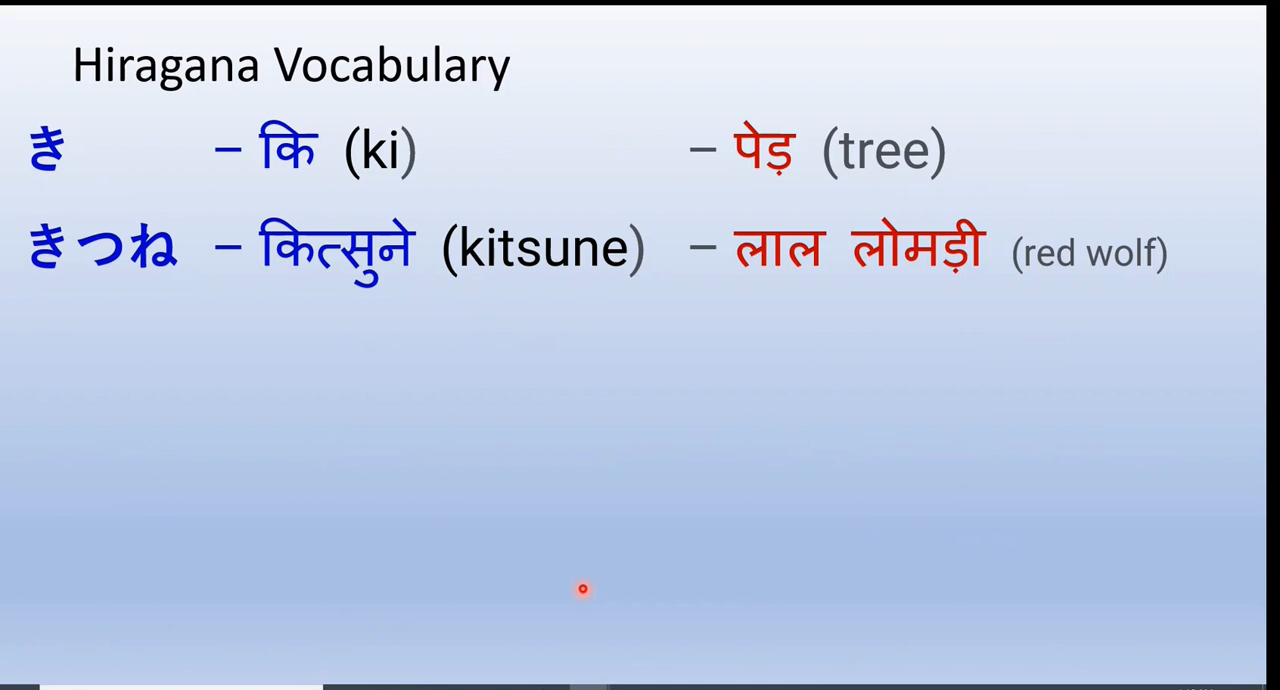 Hiragana Vocabulary
き – कि (ki) – पेड़ (tree)
きつね – कित्सुने (kitsune) – लाल लोमड़ी (red wolf)